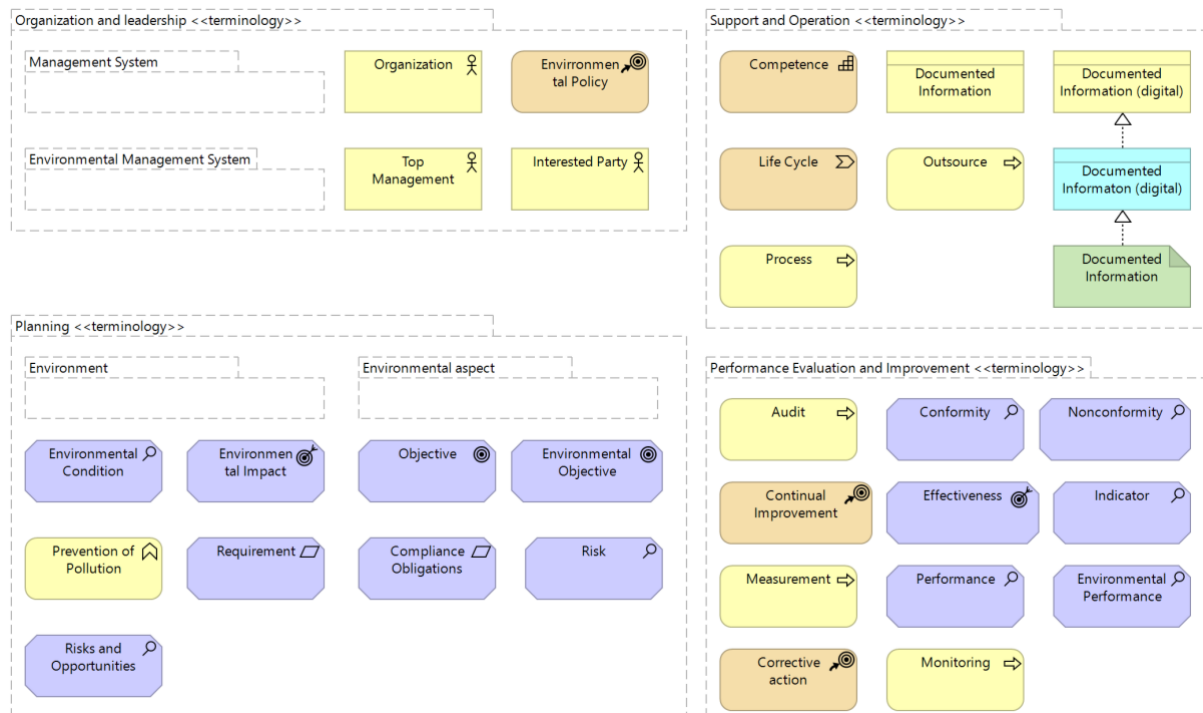 Organization and leadership <<terminology>>
Management System
Organization
Environmen
tal Policy
Environmental Management System
Top
Management
Interested Party
Support and Operation <<terminology>>
Competence
Documented
Information
Documented
Information (digital)
Life Cycle
Outsource
Documented
Informaton (digital)
Process
Documented
Information
Planning <<terminology>>
Environment
Environmental aspect
Environmental
Condition
Environmen
tal Impact
Objective
Environmental
Objective
Prevention of
Pollution
Requirement
Compliance
Obligations
Risk
Risks and
Opportunities
Performance Evaluation and Improvement <<terminology>>
Audit
Conformity
Nonconformity
Continual
Improvement
Effectiveness
Indicator
Measurement
Performance
Environmental
Performance
Corrective
action
Monitoring